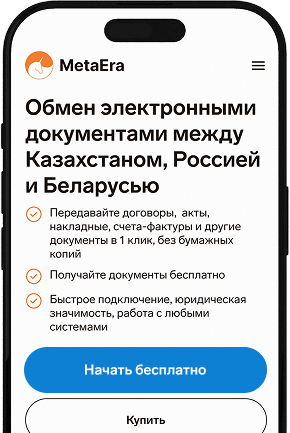 MetaEra
Обмен электронными
документами между
Казахстаном, Россией
и Беларусью
Передавайте договоры, акты,
накладные, счета-фактуры и другие
документы в 1 клик, без бумажных
копий
Получайте документы бесплатно
Быстрое подключение, юридическая
значимость, работа с любыми
системами
Начать бесплатно
Купить